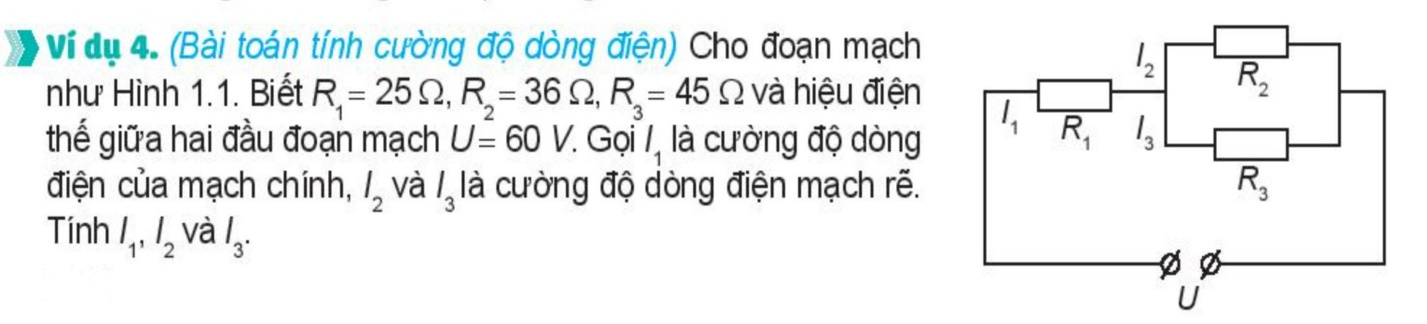 Ví dụ 4. (Bài toán tính cường độ dòng điện) Cho đoạn mạch
như Hình 1.1. Biết R₁ = 25 Ω, R₂ = 36 Ω, R₃ = 45 Ω và hiệu điện
thế giữa hai đầu đoạn mạch U = 60 V. Gọi I₁ là cường độ dòng
điện của mạch chính, I₂ và I₃ là cường độ dòng điện mạch rẽ.
Tính I₁, I₂ và I₃.
I₂
R₂
I₁
R₁
I₃
R₃
U